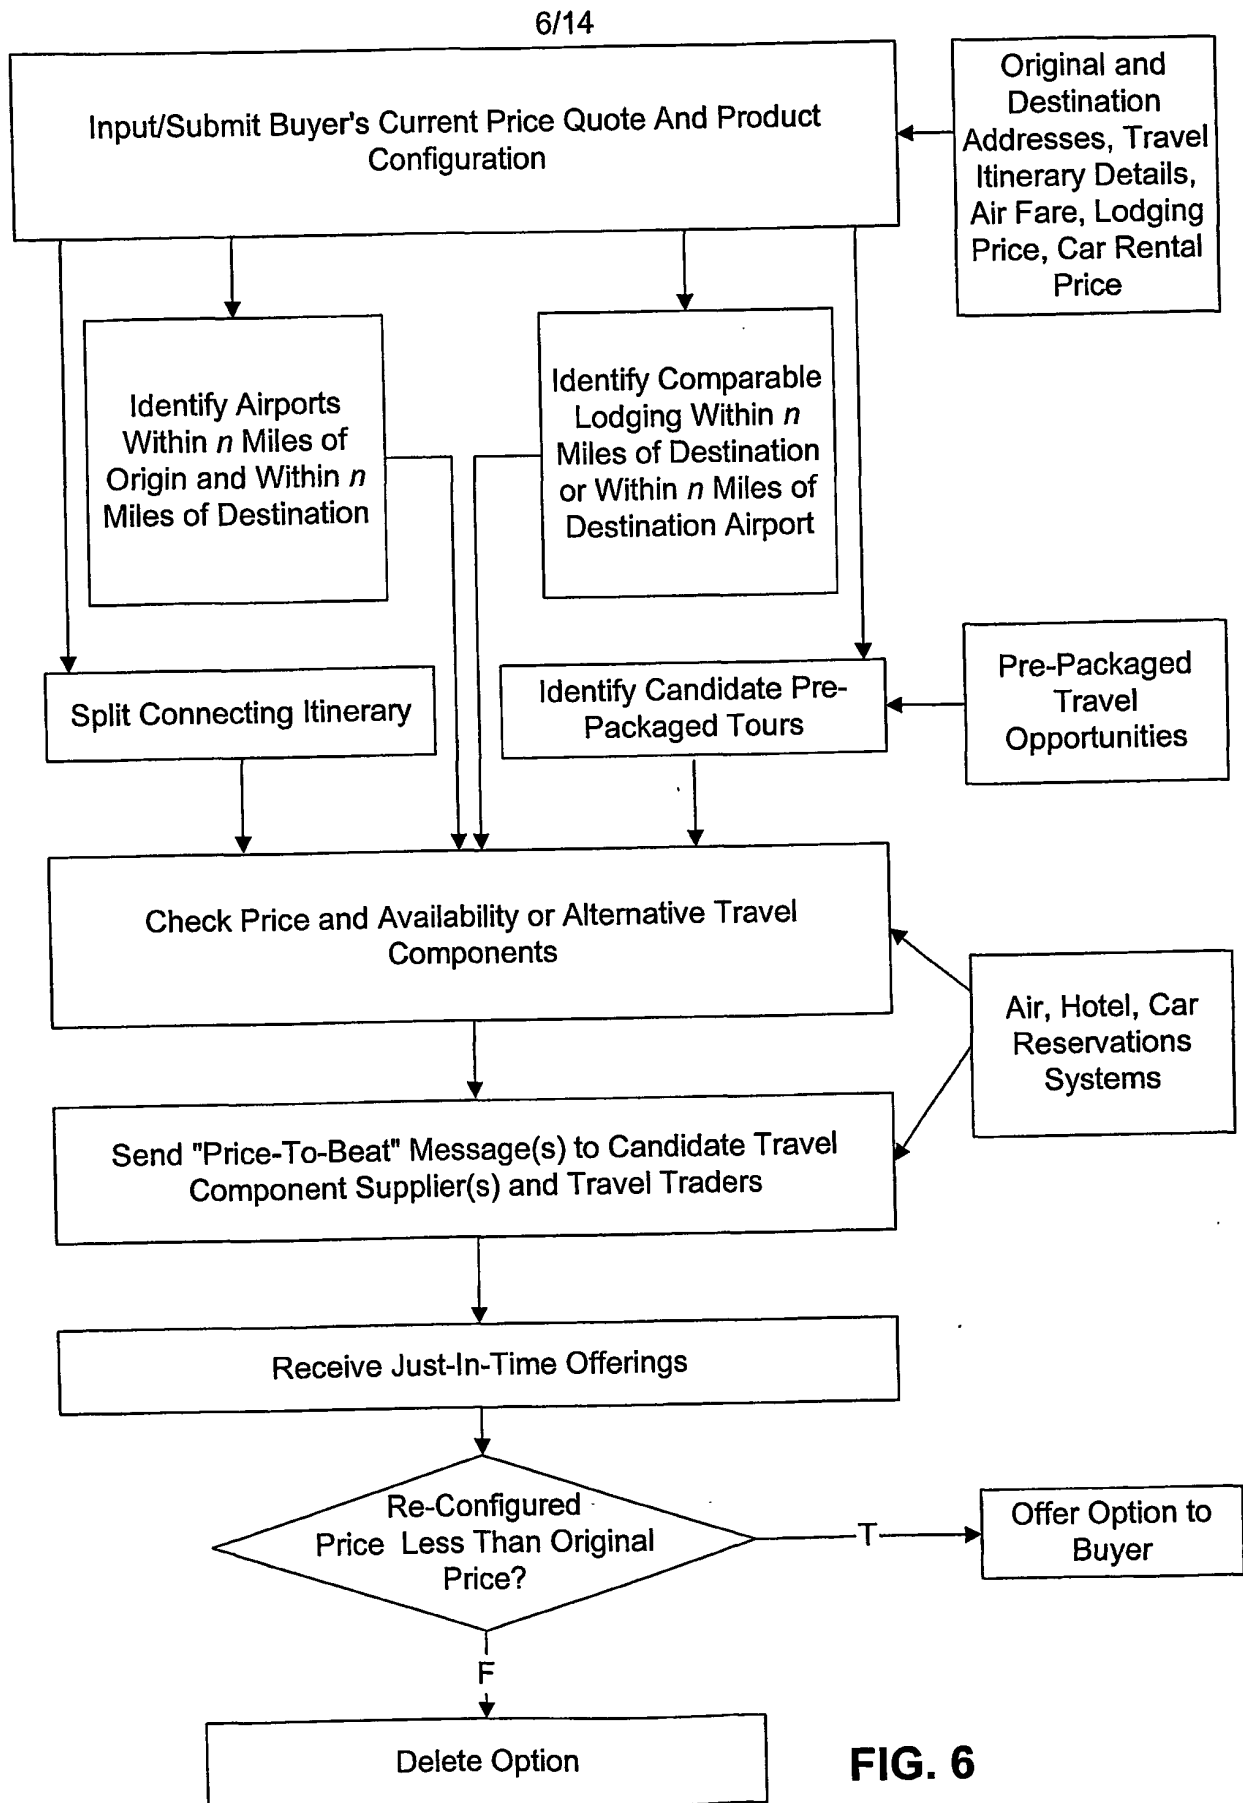 6/14
Input/Submit Buyer's Current Price Quote And Product
Configuration
Original and
Destination
Addresses, Travel
Itinerary Details,
Air Fare, Lodging
Price, Car Rental
Price
Identify Airports
Within n Miles of
Origin and Within n
Miles of Destination
Identify Comparable
Lodging Within n
Miles of Destination
or Within n Miles of
Destination Airport
Split Connecting Itinerary
Identify Candidate Pre-
Packaged Tours
Pre-Packaged
Travel
Opportunities
Check Price and Availability or Alternative Travel
Components
Air, Hotel, Car
Reservations
Systems
Send "Price-To-Beat" Message(s) to Candidate Travel
Component Supplier(s) and Travel Traders
Receive Just-In-Time Offerings
Re-Configured
Price Less Than Original
Price?
T
Offer Option to
Buyer
F
Delete Option
FIG. 6